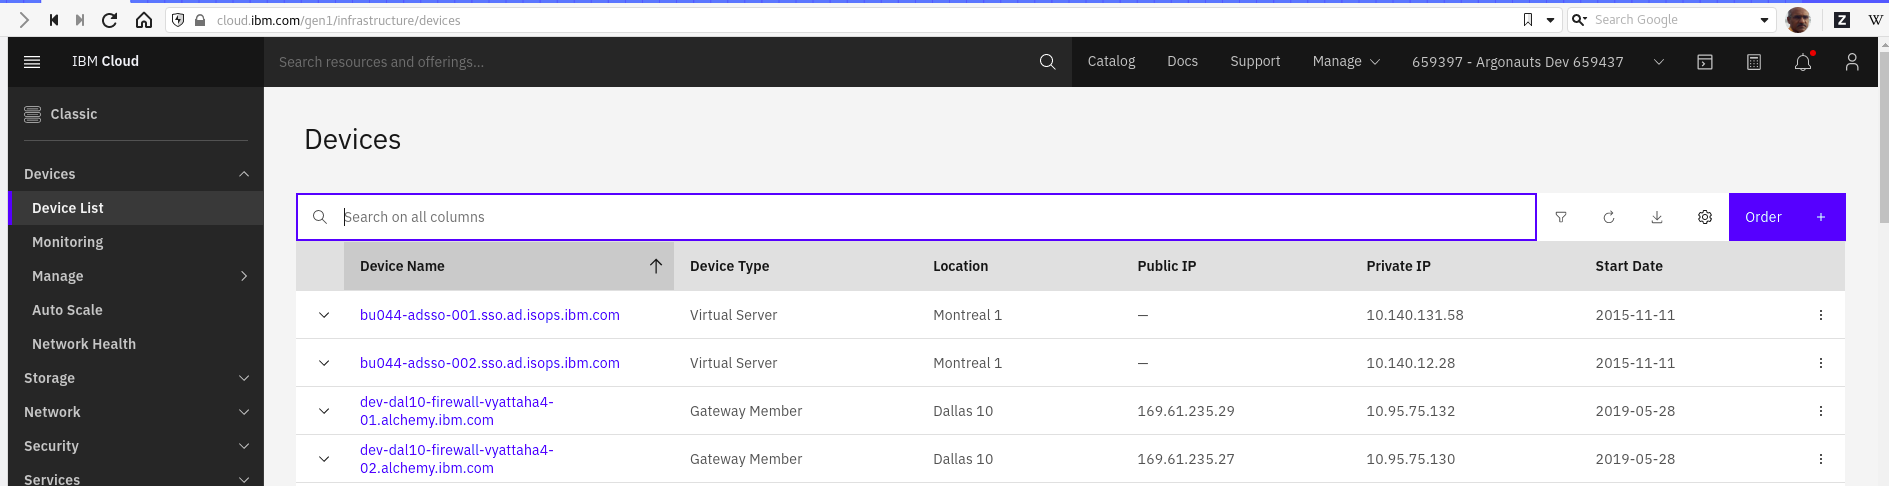 cloud.ibm.com/gen1/infrastructure/devices
Search Google
Z
W
IBM Cloud
Search resources and offerings...
Catalog
Docs
Support
Manage
659397 - Argonauts Dev 659437
Classic
Devices
Device List
Monitoring
Manage
Auto Scale
Network Health
Storage
Network
Security
Services
Devices
Search on all columns
Order +
Device Name Device Type Location Public IP Private IP Start Date
bu044-adsso-001.sso.ad.isops.ibm.com Virtual Server Montreal 1 — 10.140.131.58 2015-11-11
bu044-adsso-002.sso.ad.isops.ibm.com Virtual Server Montreal 1 — 10.140.12.28 2015-11-11
dev-dal10-firewall-vyattaha4-
01.alchemy.ibm.com Gateway Member Dallas 10 169.61.235.29 10.95.75.132 2019-05-28
dev-dal10-firewall-vyattaha4-
02.alchemy.ibm.com Gateway Member Dallas 10 169.61.235.27 10.95.75.130 2019-05-28